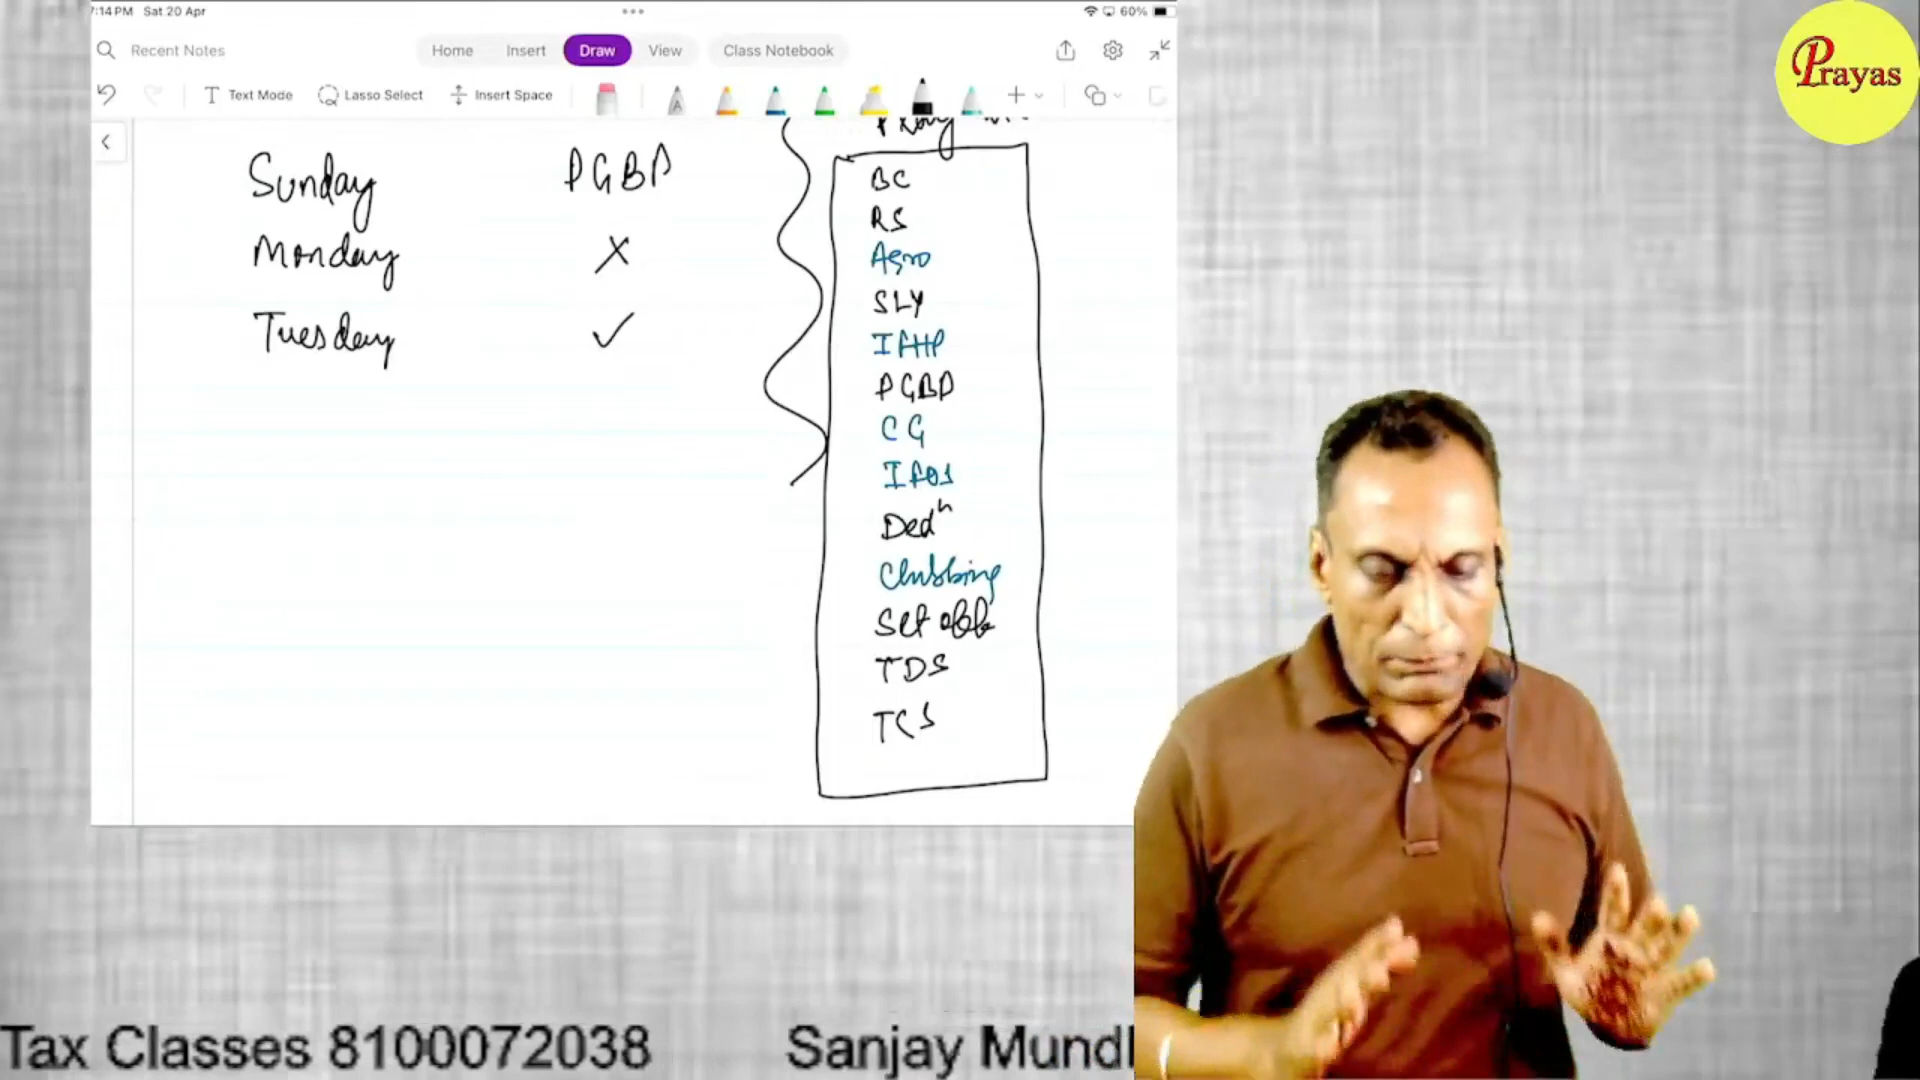 7:14 PM Sat 20 Apr
60%
Recent Notes
Home Insert Draw View Class Notebook
Text Mode Lasso Select Insert Space
Prayas
Sunday PGBP
Monday X
Tuesday ✓
BC
RS
Agro
SLY
IFHP
PGBP
CG
IFOS
Dedⁿ
Clubbing
Set off
TDS
TCS
Tax Classes 8100072038 Sanjay Mund